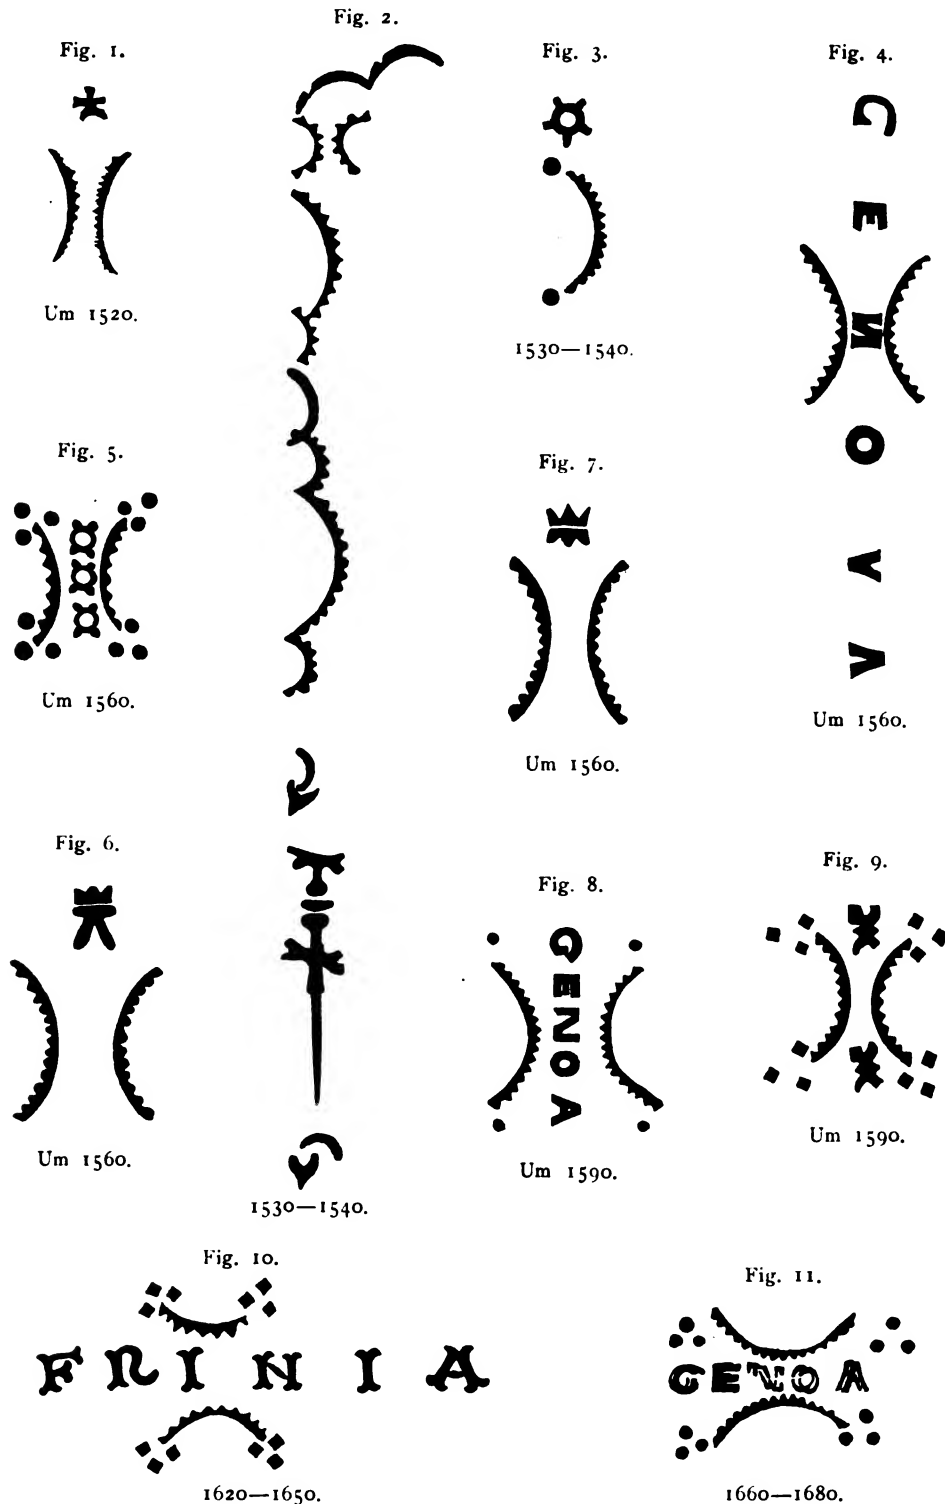 Fig. 1.
Um 1520.
Fig. 2.
1530—1540.
Fig. 3.
1530—1540.
Fig. 4.
G
E
N
O
V
A
Um 1560.
Fig. 5.
Um 1560.
Fig. 6.
Um 1560.
Fig. 7.
Um 1560.
Fig. 8.
GENOA
Um 1590.
Fig. 9.
Um 1590.
Fig. 10.
FRINIA
1620—1650.
Fig. 11.
GENOA
1660—1680.